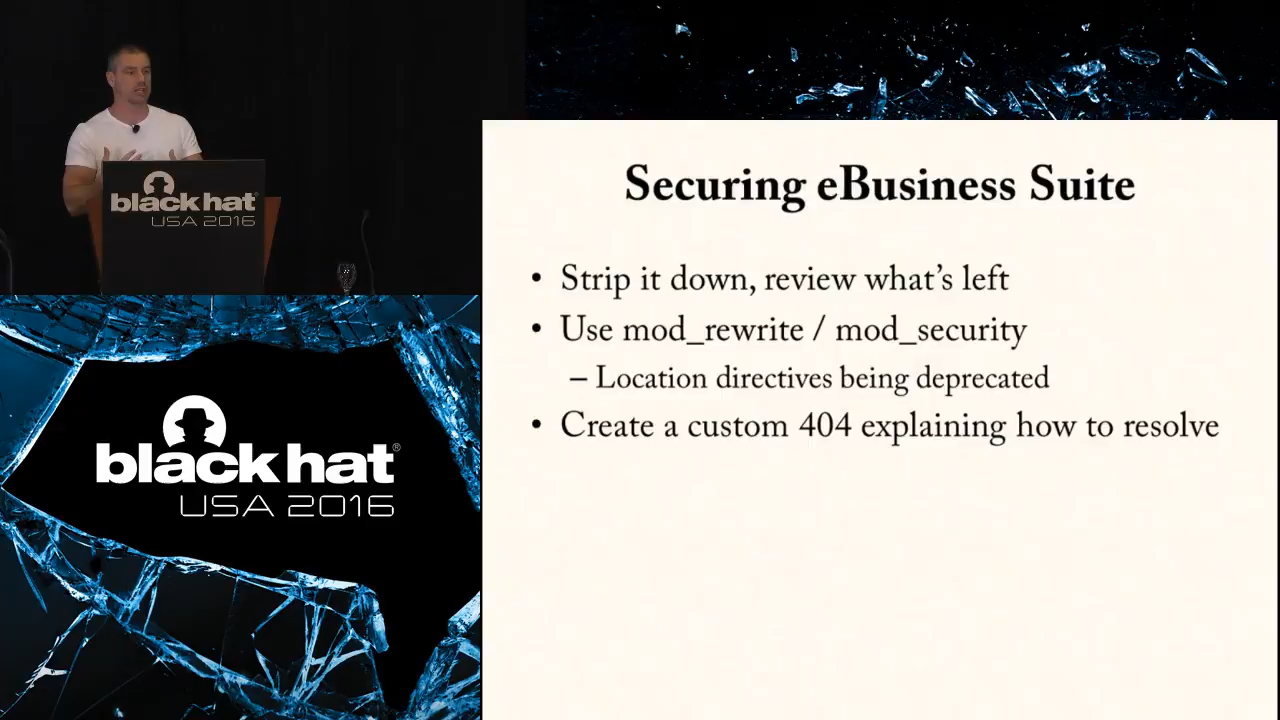 black hat®
USA 2016
black hat®
USA 2016
Securing eBusiness Suite
• Strip it down, review what’s left
• Use mod_rewrite / mod_security
– Location directives being deprecated
• Create a custom 404 explaining how to resolve